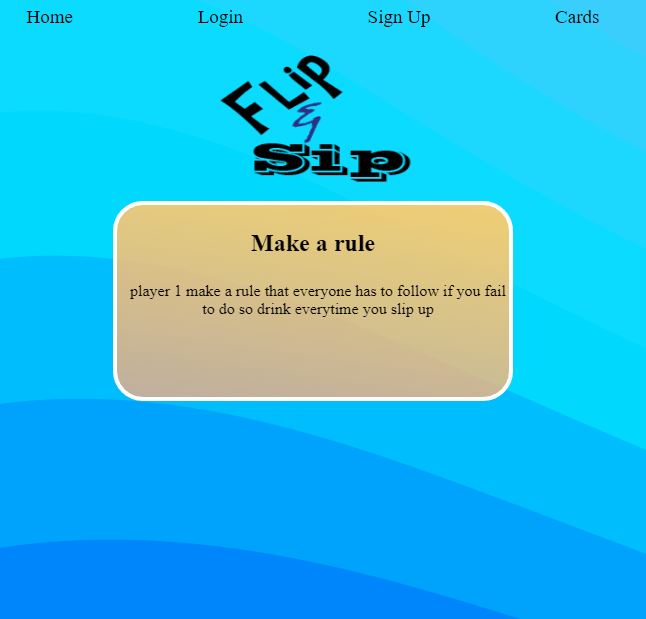 Home Login Sign Up Cards
FLiP
&
Sip
Make a rule
player 1 make a rule that everyone has to follow if you fail
to do so drink everytime you slip up